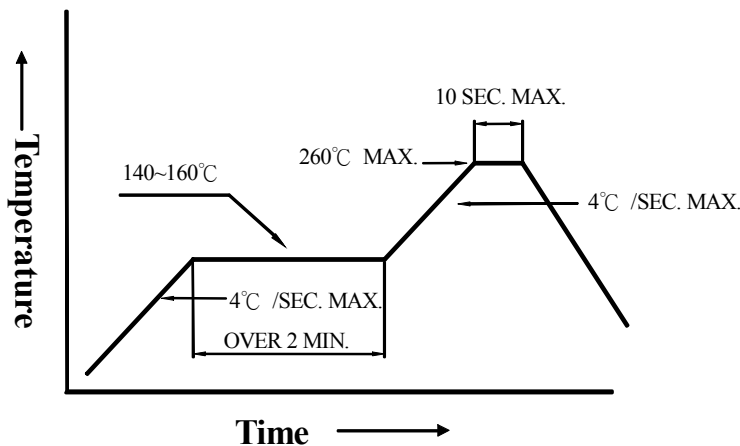 10 SEC. MAX.
260℃ MAX.
140~160℃
4℃ /SEC. MAX.
4℃ /SEC. MAX.
OVER 2 MIN.
Temperature
Time